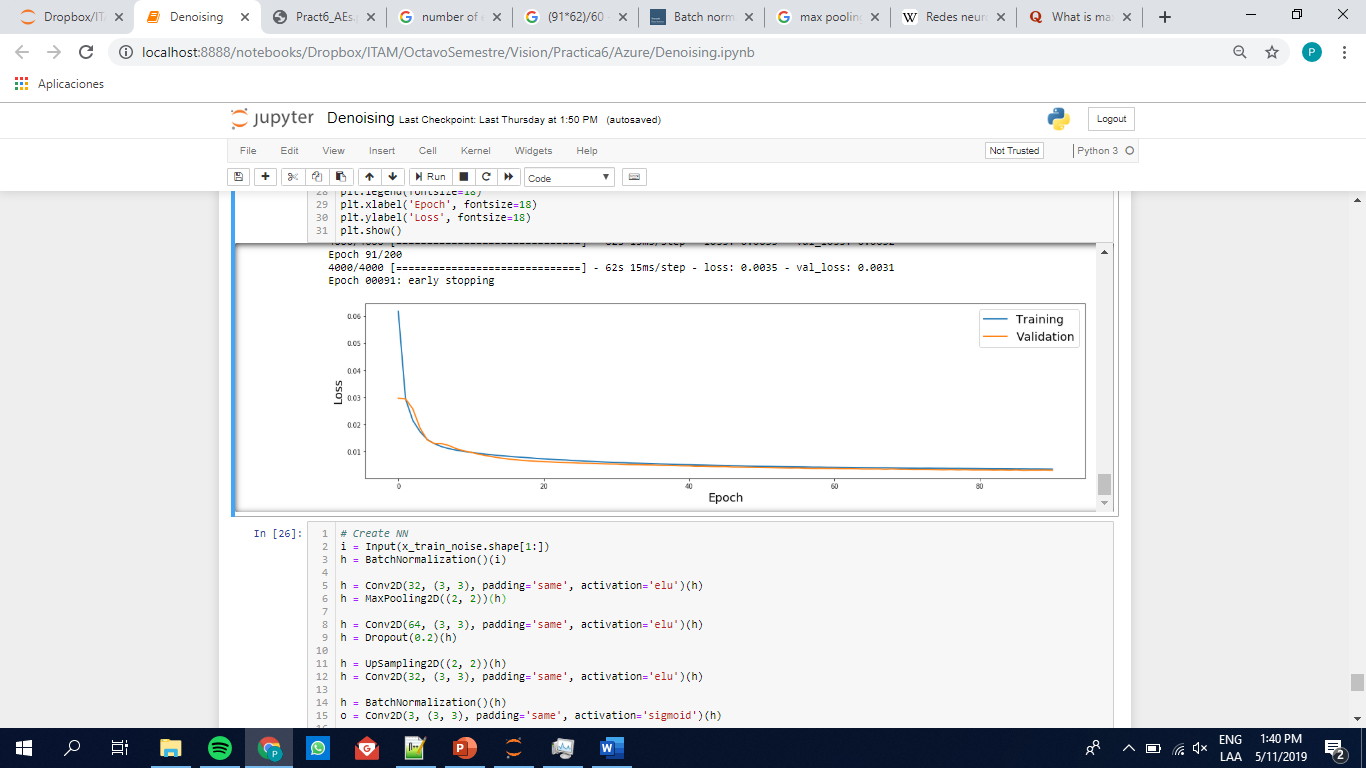 Dropbox/IT
Denoising
Pract6_AEs.
number of
(91*62)/60
Batch norm
max poolin
Redes neur
What is ma
localhost:8888/notebooks/Dropbox/ITAM/OctavoSemestre/Vision/Practica6/Azure/Denoising.ipynb
P
Aplicaciones
jupyter Denoising Last Checkpoint: Last Thursday at 1:50 PM (autosaved)
Logout
File Edit View Insert Cell Kernel Widgets Help
Not Trusted
Python 3
Run
Code
28 plt.legend(fontsize=18)
29 plt.xlabel('Epoch', fontsize=18)
30 plt.ylabel('Loss', fontsize=18)
31 plt.show()
Epoch 91/200
4000/4000 [==============================] - 62s 15ms/step - loss: 0.0035 - val_loss: 0.0031
Epoch 00091: early stopping
Training
Validation
0.06
0.05
0.04
0.03
0.02
0.01
Loss
0 20 40 60 80
Epoch
In [26]:
1 # Create NN
2 i = Input(x_train_noise.shape[1:])
3 h = BatchNormalization()(i)
4
5 h = Conv2D(32, (3, 3), padding='same', activation='elu')(h)
6 h = MaxPooling2D((2, 2))(h)
7
8 h = Conv2D(64, (3, 3), padding='same', activation='elu')(h)
9 h = Dropout(0.2)(h)
10
11 h = UpSampling2D((2, 2))(h)
12 h = Conv2D(32, (3, 3), padding='same', activation='elu')(h)
13
14 h = BatchNormalization()(h)
15 o = Conv2D(3, (3, 3), padding='same', activation='sigmoid')(h)
ENG
LAA
1:40 PM
5/11/2019
2